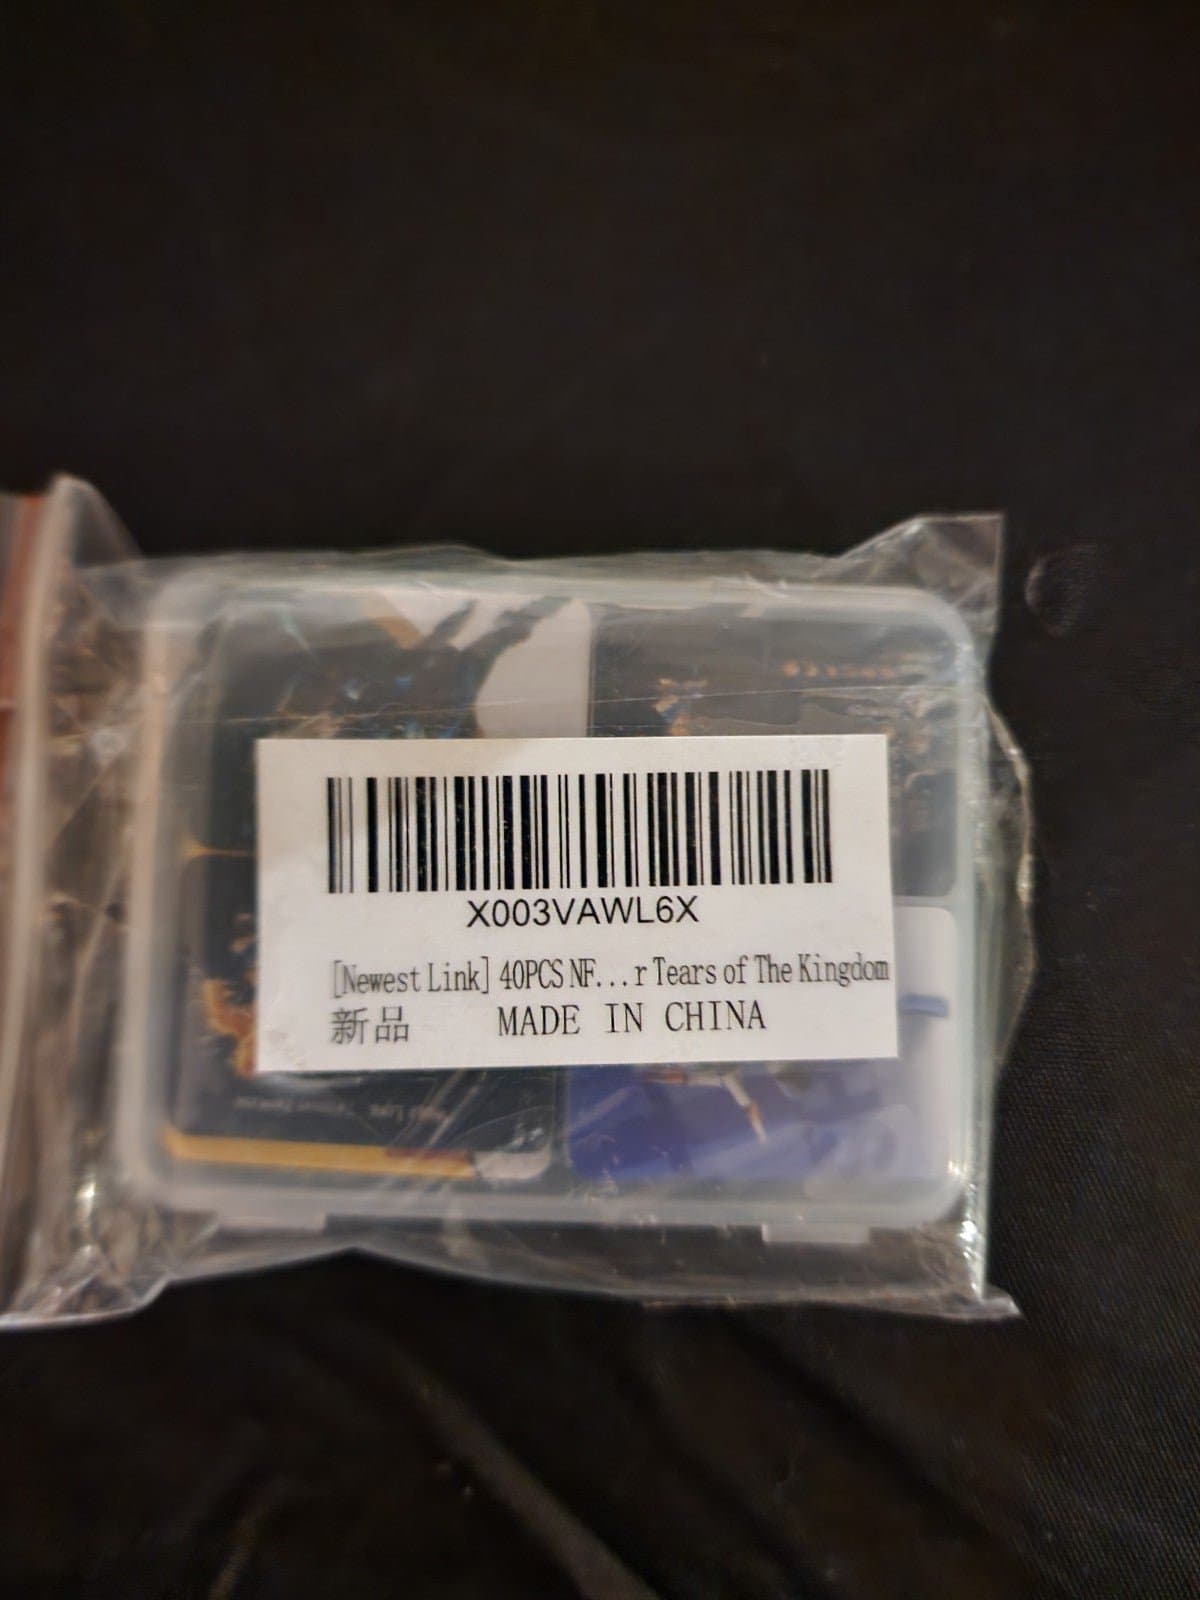 X003VAWL6X
[Newest Link] 40PCS NF...r Tears of The Kingdom
新品 MADE IN CHINA